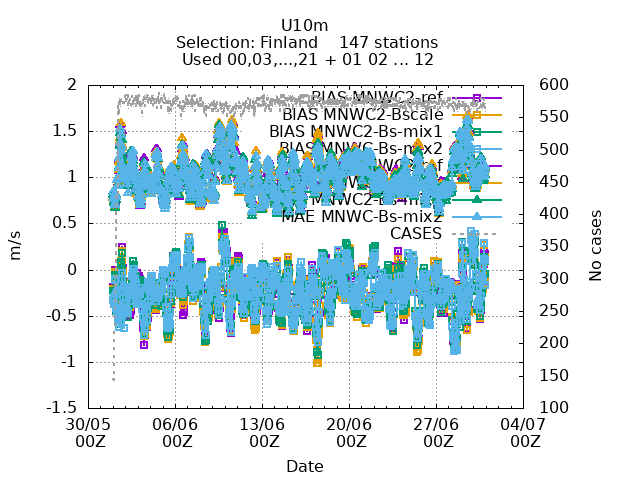 U10m
Selection: Finland 147 stations
Used 00,03,...,21 + 01 02 ... 12
2
1.5
1
0.5
0
-0.5
-1
-1.5
m/s
600
550
500
450
400
350
300
250
200
150
100
No cases
BIAS MNWC2-ref
BIAS MNWC2-Bscale
BIAS MNWC2-Bs-mix1
BIAS MNWC2-Bs-mix2
MAE MNWC-Bs-mix2
CASES
30/05 06/06 13/06 20/06 27/06 04/07
00Z 00Z 00Z 00Z 00Z 00Z
Date